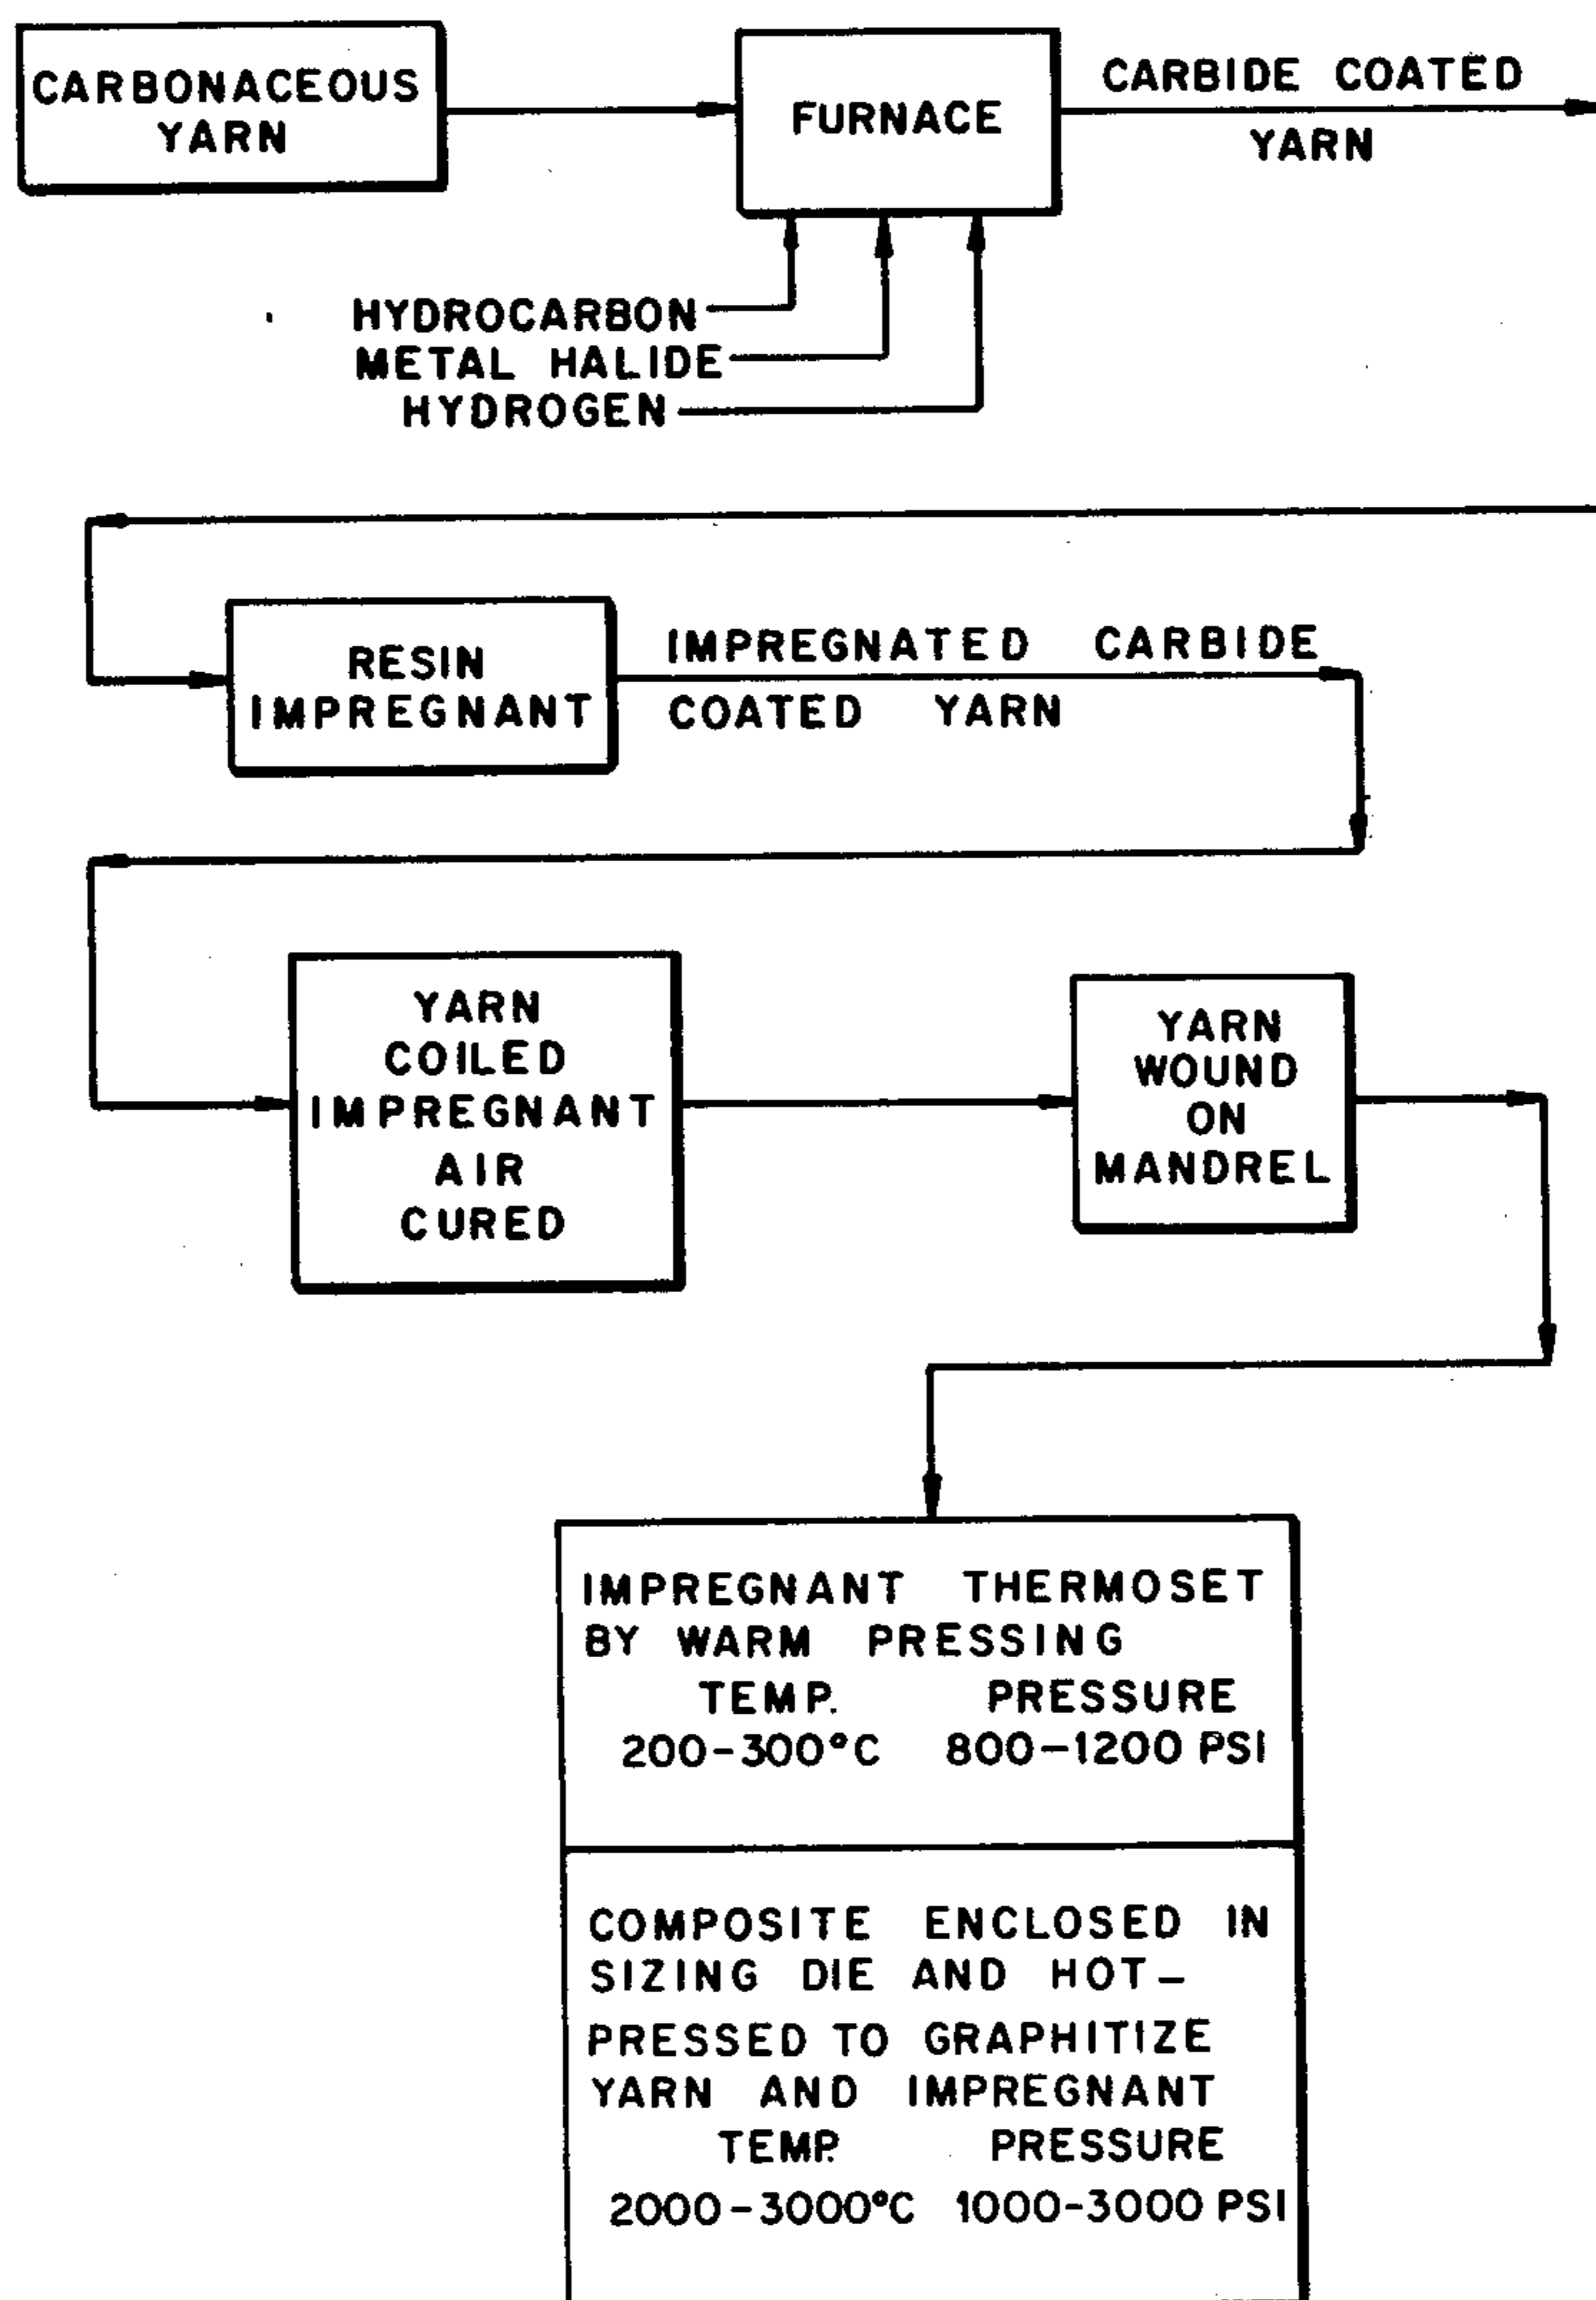 CARBONACEOUS
YARN
FURNACE
CARBIDE COATED
YARN
HYDROCARBON
METAL HALIDE
HYDROGEN
RESIN
IMPREGNANT
IMPREGNATED CARBIDE
COATED YARN
YARN
COILED
IMPREGNANT
AIR
CURED
YARN
WOUND
ON
MANDREL
IMPREGNANT THERMOSET
BY WARM PRESSING
TEMP. PRESSURE
200-300°C 800-1200 PSI
COMPOSITE ENCLOSED IN
SIZING DIE AND HOT-
PRESSED TO GRAPHITIZE
YARN AND IMPREGNANT
TEMP. PRESSURE
2000-3000°C 1000-3000 PSI